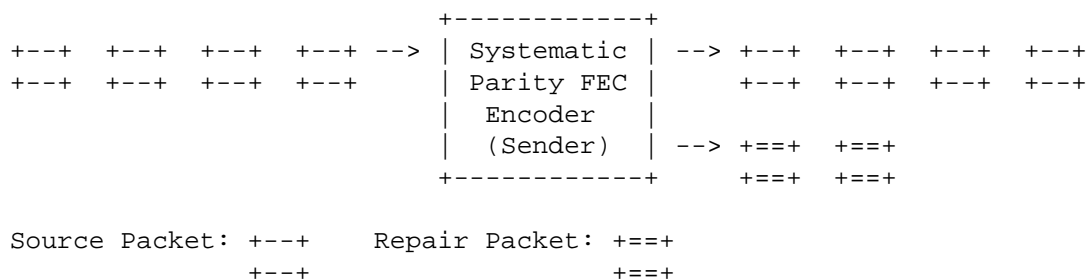 +------------+
+--+  +--+  +--+  +--+ -->  | Systematic | --> +--+  +--+  +--+  +--+
+--+  +--+  +--+  +--+      | Parity FEC |     +--+  +--+  +--+  +--+
                            |  Encoder   |
                            |  (Sender)  | --> +==+  +==+
                            +------------+     +==+  +==+
Source Packet: +--+    Repair Packet: +==+
               +--+                   +==+